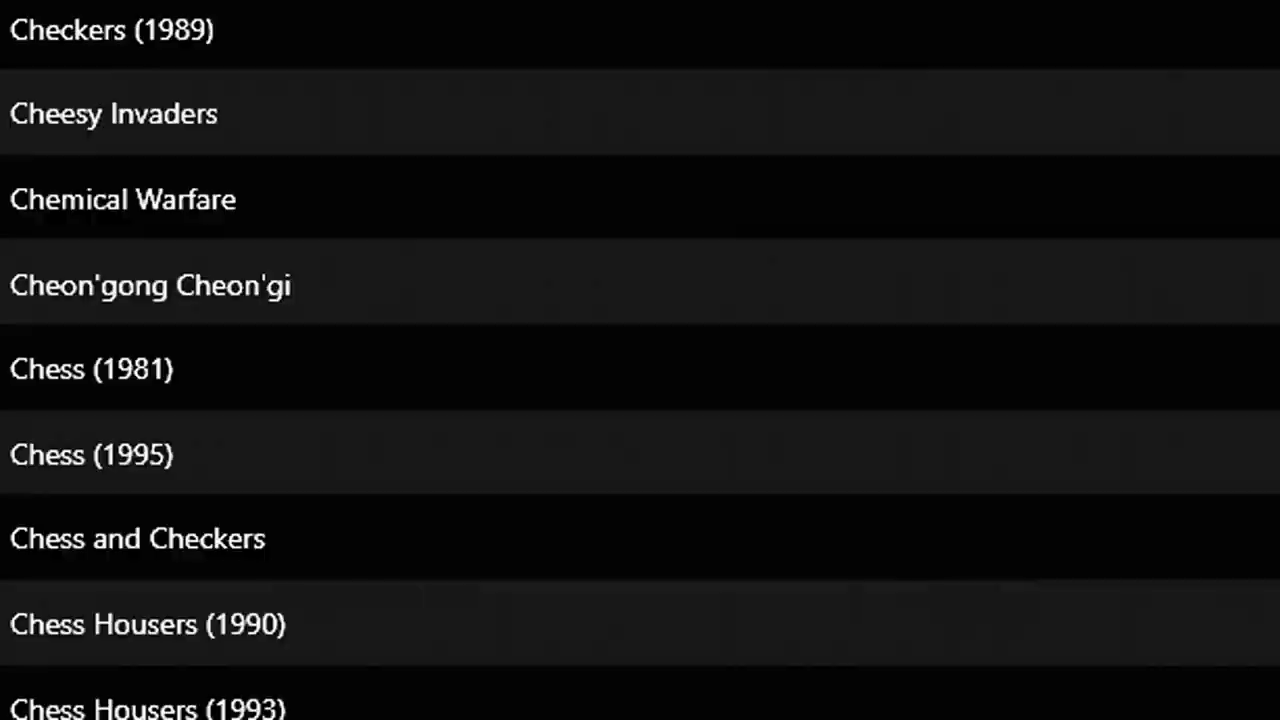 Checkers (1989)
Cheesy Invaders
Chemical Warfare
Cheon'gong Cheon'gi
Chess (1981)
Chess (1995)
Chess and Checkers
Chess Housers (1990)
Chess Housers (1993)